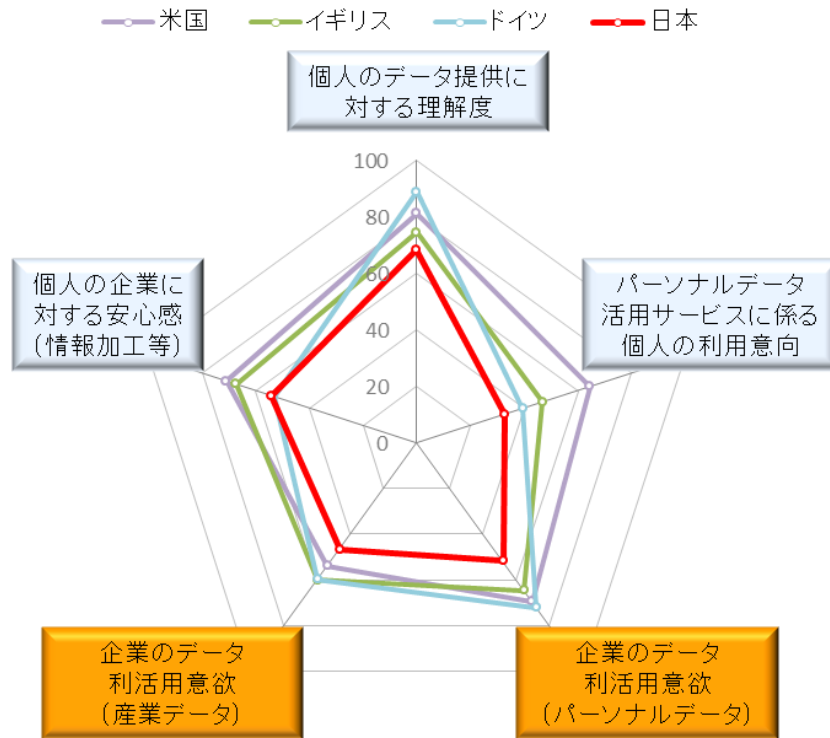 米国 イギリス ドイツ 日本
個人のデータ提供に
対する理解度
100
80
60
40
20
0
個人の企業に
対する安心感
(情報加工等)
パーソナルデータ
活用サービスに係る
個人の利用意向
企業のデータ
利活用意欲
(産業データ)
企業のデータ
利活用意欲
(パーソナルデータ)